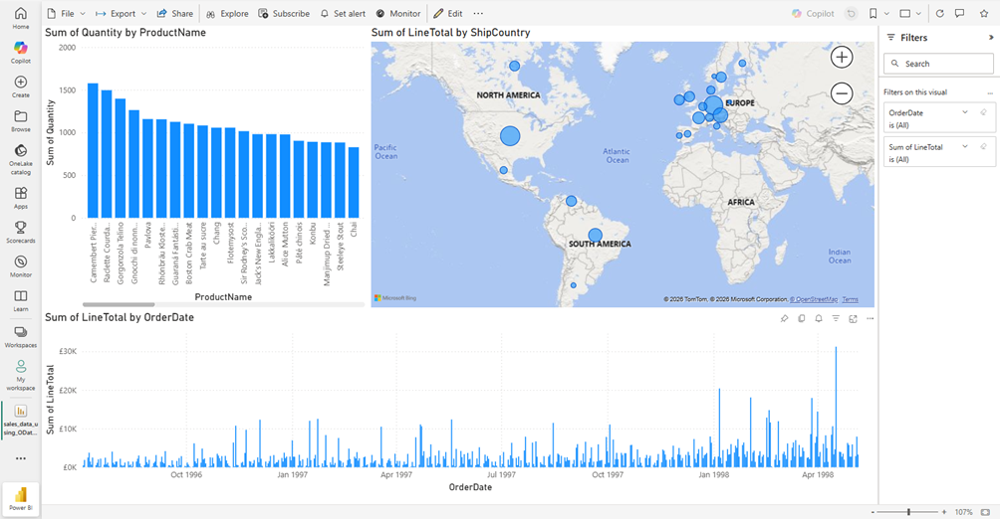 File
Export
Share
Explore
Subscribe
Set alert
Monitor
Edit
Copilot
Home
Copilot
Create
Browse
OneLake
catalog
Apps
Scorecards
Monitor
Learn
Workspaces
My
workspace
sales_data_u
sing_ODat...
Power BI
Sum of Quantity by ProductName
2000
1500
1000
500
0
Sum of Quantity
Camembert Pier...
Raclette Courda...
Gorgonzola Telino
Gnocchi di nonn...
Pavlova
Rhönbräu Kloste...
Guaraná Fantásti...
Boston Crab Meat
Tarte au sucre
Chang
Flotemysost
Sir Rodney's Sco...
Jack's New Engla...
Lakkalikööri
Alice Mutton
Pâté chinois
Konbu
Manjimup Dried ...
Steeleye Stout
Chai
ProductName
Sum of LineTotal by ShipCountry
NORTH AMERICA
EUROPE
Pacific
Ocean
Atlantic
Ocean
AFRICA
SOUTH AMERICA
Indian
Ocean
Microsoft Bing
© 2026 TomTom, © 2026 Microsoft Corporation, © OpenStreetMap Terms
Sum of LineTotal by OrderDate
£30K
£20K
£10K
£0K
Sum of LineTotal
Oct 1996
Jan 1997
Apr 1997
Jul 1997
Oct 1997
Jan 1998
Apr 1998
OrderDate
Filters
Search
Filters on this visual
OrderDate
is (All)
Sum of LineTotal
is (All)
107%